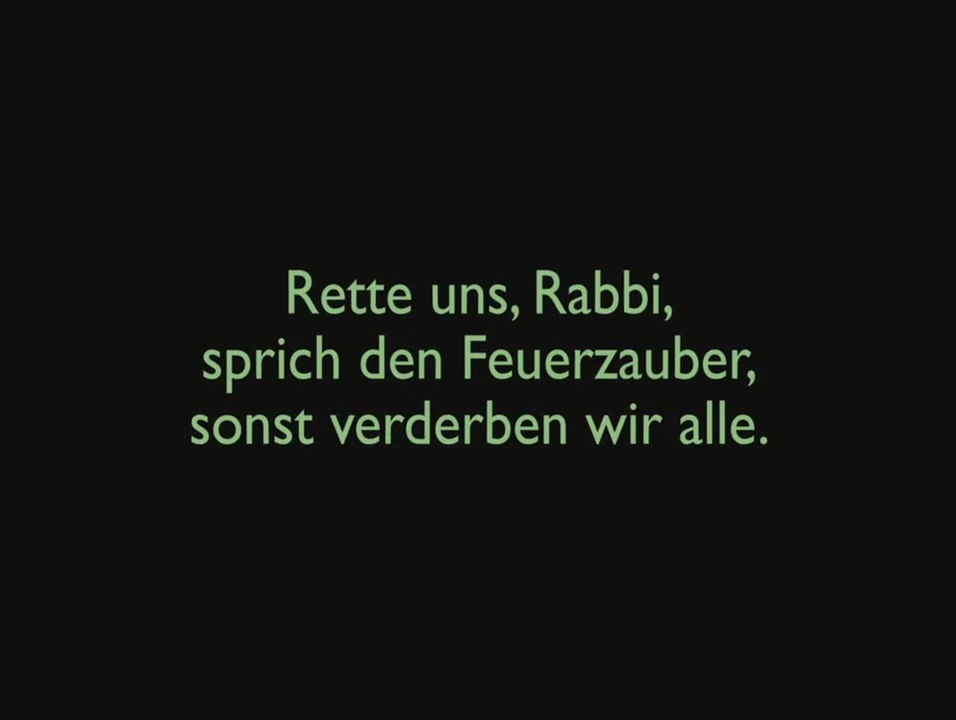 Rette uns, Rabbi,
sprich den Feuerzauber,
sonst verderben wir alle.